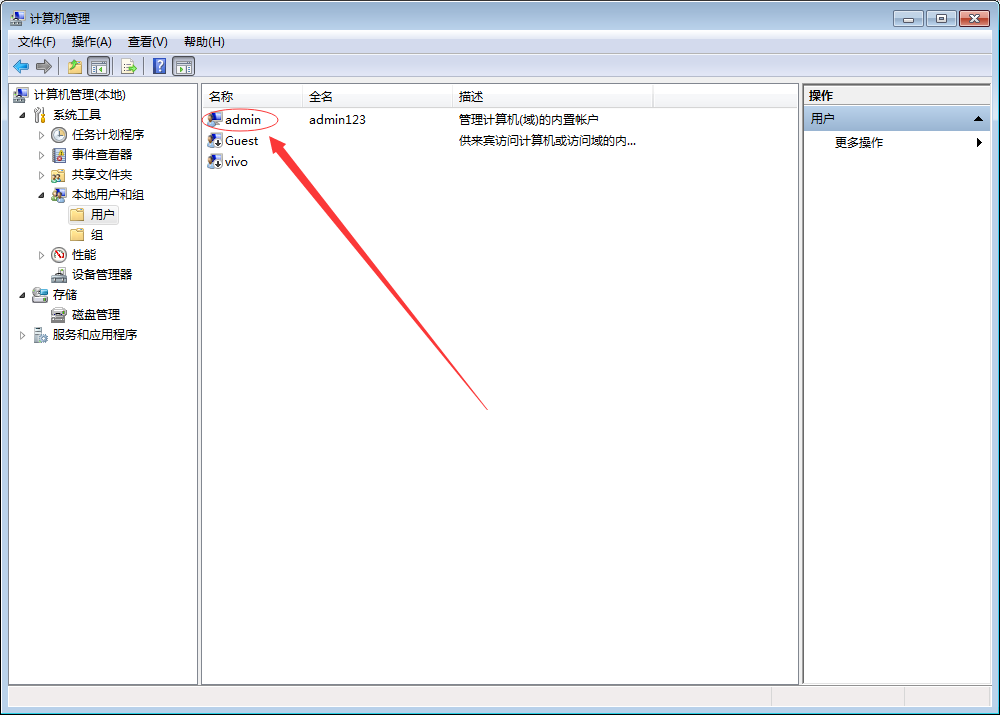 计算机管理
文件(F) 操作(A) 查看(V) 帮助(H)
计算机管理(本地)
系统工具
任务计划程序
事件查看器
共享文件夹
本地用户和组
用户
组
性能
设备管理器
存储
磁盘管理
服务和应用程序
名称 全名 描述
admin admin123 管理计算机(域)的内置帐户
Guest 供来宾访问计算机或访问域的内...
vivo
操作
用户
更多操作